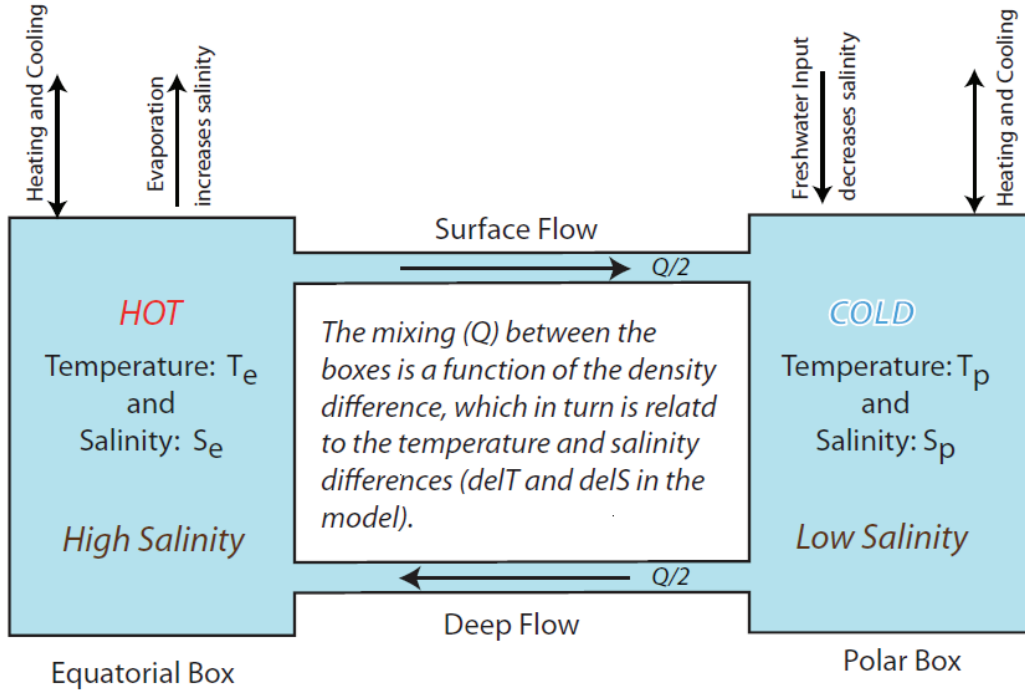 Heating and Cooling
Evaporation
increases salinity
Freshwater Input
decreases salinity
Heating and Cooling
Surface Flow
Q/2
HOT
Temperature: Te
and
Salinity: Se
High Salinity
The mixing (Q) between the
boxes is a function of the density
difference, which in turn is relatd
to the temperature and salinity
differences (delT and delS in the
model).
COLD
Temperature: Tp
and
Salinity: Sp
Low Salinity
Q/2
Deep Flow
Equatorial Box
Polar Box